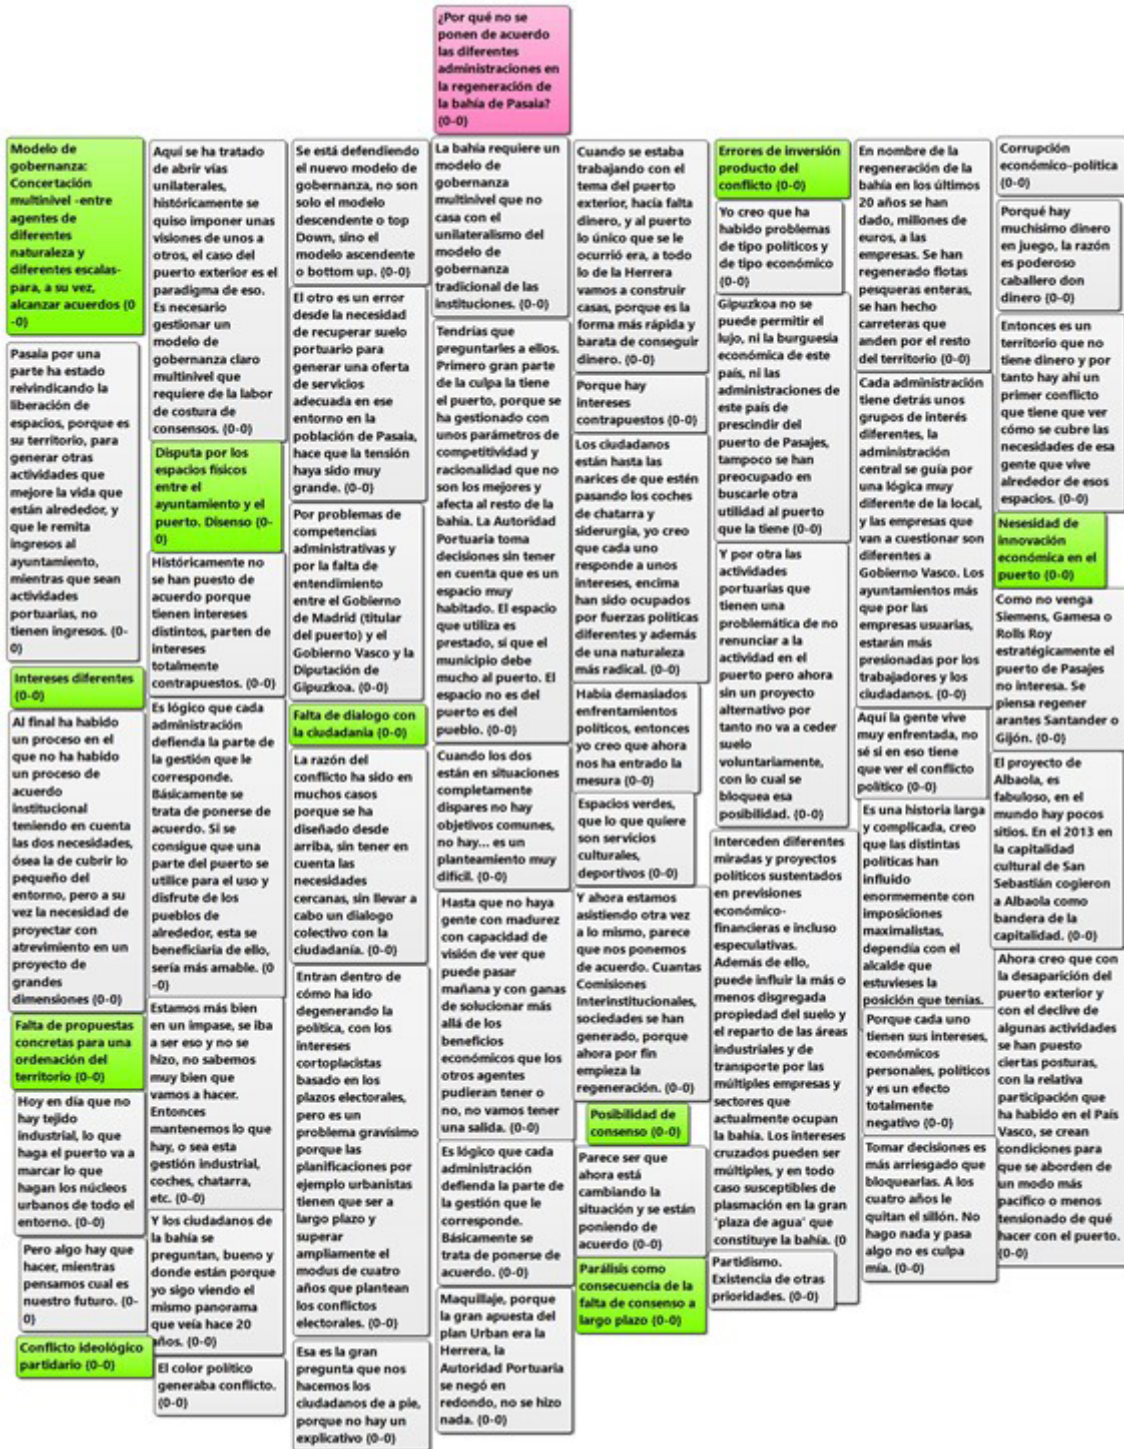 ¿Por qué no se
ponen de acuerdo
las diferentes
administraciones en
la regeneración de
la bahía de Pasaia?
{0-0}
Modelo de
gobernanza:
Concertación
multinivel -entre
agentes de
diferentes
naturaleza y
diferentes escalas-
para, a su vez,
alcanzar acuerdos {0
-0}
Pasaia por una
parte ha estado
reivindicando la
liberación de
espacios, porque es
su territorio, para
generar otras
actividades que
mejore la vida que
están alrededor, y
que le remita
ingresos al
ayuntamiento,
mientras que sean
actividades
portuarias, no
tienen ingresos. {0-
0}
Intereses diferentes
{0-0}
Al final ha habido
un proceso en el
que no ha habido
un proceso de
acuerdo
institucional
teniendo en cuenta
las dos necesidades,
ósea la de cubrir lo
pequeño del
entorno, pero a su
vez la necesidad de
proyectar con
atrevimiento en un
proyecto de
grandes
dimensiones {0-0}
Falta de propuestas
concretas para una
ordenación del
territorio {0-0}
Hoy en día que no
hay tejido
industrial, lo que
haga el puerto va a
marcar lo que
hagan los núcleos
urbanos de todo el
entorno. {0-0}
Pero algo hay que
hacer, mientras
pensamos cual es
nuestro futuro. {0-
0}
Conflicto ideológico
partidario {0-0}
Aquí se ha tratado
de abrir vías
unilaterales,
históricamente se
quiso imponer unas
visiones de unos a
otros, el caso del
puerto exterior es el
paradigma de eso.
Es necesario
gestionar un
modelo de
gobernanza claro
multinivel que
requiere de la labor
de costura de
consensos. {0-0}
Disputa por los
espacios físicos
entre el
ayuntamiento y el
puerto. Disenso {0-
0}
Históricamente no
se han puesto de
acuerdo porque
tienen intereses
distintos, parten de
intereses
totalmente
contrapuestos. {0-0}
Es lógico que cada
administración
defienda la parte de
la gestión que le
corresponde.
Básicamente se
trata de ponerse de
acuerdo. Si se
consigue que una
parte del puerto se
utilice para el uso y
disfrute de los
pueblos de
alrededor, esta se
beneficiaria de ello,
sería más amable. {0
-0}
Estamos más bien
en un impase, se iba
a ser eso y no se
hizo, no sabemos
muy bien que
vamos a hacer.
Entonces
mantenemos lo que
hay, o sea esta
gestión industrial,
coches, chatarra,
etc. {0-0}
Y los ciudadanos de
la bahía se
preguntan, bueno y
donde están porque
yo sigo viendo el
mismo panorama
que veía hace 20
años. {0-0}
El color político
generaba conflicto.
{0-0}
Se está defendiendo
el nuevo modelo de
gobernanza, no son
solo el modelo
descendente o top
Down, sino el
modelo ascendente
o bottom up. {0-0}
El otro es un error
desde la necesidad
de recuperar suelo
portuario para
generar una oferta
de servicios
adecuada en ese
entorno en la
población de Pasaia,
hace que la tensión
haya sido muy
grande. {0-0}
Por problemas de
competencias
administrativas y
por la falta de
entendimiento
entre el Gobierno
de Madrid (titular
del puerto) y el
Gobierno Vasco y la
Diputación de
Gipuzkoa. {0-0}
Falta de dialogo con
la ciudadania {0-0}
La razón del
conflicto ha sido en
muchos casos
porque se ha
diseñado desde
arriba, sin tener en
cuenta las
necesidades
cercanas, sin llevar a
cabo un dialogo
colectivo con la
ciudadanía. {0-0}
Entran dentro de
cómo ha ido
degenerando la
política, con los
intereses
cortoplacistas
basado en los
plazos electorales,
pero es un
problema gravísimo
porque las
planificaciones por
ejemplo urbanistas
tienen que ser a
largo plazo y
superar
ampliamente el
modus de cuatro
años que plantean
los conflictos
electorales. {0-0}
Esa es la gran
pregunta que nos
hacemos los
ciudadanos de a pie,
porque no hay un
explicativo {0-0}
La bahía requiere un
modelo de
gobernanza
multinivel que no
casa con el
unilateralismo del
modelo de
gobernanza
tradicional de las
instituciones. {0-0}
Tendrías que
preguntarles a ellos.
Primero gran parte
de la culpa la tiene
el puerto, porque se
ha gestionado con
unos parámetros de
competitividad y
racionalidad que no
son los mejores y
afecta al resto de la
bahía. La Autoridad
Portuaria toma
decisiones sin tener
en cuenta que es un
espacio muy
habitado. El espacio
que utiliza es
prestado, si que el
municipio debe
mucho al puerto. El
espacio no es del
puerto es del
pueblo. {0-0}
Cuando los dos
están en situaciones
completamente
dispares no hay
objetivos comunes,
no hay... es un
planteamiento muy
difícil. {0-0}
Hasta que no haya
gente con madurez
con capacidad de
visión de ver que
puede pasar
mañana y con ganas
de solucionar más
allá de los
beneficios
económicos que los
otros agentes
pudieran tener o
no, no vamos tener
una salida. {0-0}
Es lógico que cada
administración
defienda la parte de
la gestión que le
corresponde.
Básicamente se
trata de ponerse de
acuerdo. {0-0}
Maquillaje, porque
la gran apuesta del
plan Urban era la
Herrera, la
Autoridad Portuaria
se negó en
redondo, no se hizo
nada. {0-0}
Cuando se estaba
trabajando con el
tema del puerto
exterior, hacía falta
dinero, y al puerto
lo único que se le
ocurrió era, a todo
lo de la Herrera
vamos a construir
casas, porque es la
forma más rápida y
barata de conseguir
dinero. {0-0}
Porque hay
intereses
contrapuestos {0-0}
Los ciudadanos
están hasta las
narices de que estén
pasando los coches
de chatarra y
siderurgia, yo creo
que cada uno
responde a unos
intereses, encima
han sido ocupados
por fuerzas políticas
diferentes y además
de una naturaleza
más radical. {0-0}
Había demasiados
enfrentamientos
políticos, entonces
yo creo que ahora
nos ha entrado la
mesura {0-0}
Espacios verdes,
que lo que quiere
son servicios
culturales,
deportivos {0-0}
Y ahora estamos
asistiendo otra vez
a lo mismo, parece
que nos ponemos
de acuerdo. Cuantas
Comisiones
Interinstitucionales,
sociedades se han
generado, porque
ahora por fin
empieza la
regeneración. {0-0}
Posibilidad de
consenso {0-0}
Parece ser que
ahora está
cambiando la
situación y se están
poniendo de
acuerdo {0-0}
Parálisis como
consecuencia de la
falta de consenso a
largo plazo {0-0}
Errores de inversión
producto del
conflicto {0-0}
Yo creo que ha
habido problemas
de tipo políticos y
de tipo económico
{0-0}
Gipuzkoa no se
puede permitir el
lujo, ni la burguesia
económica de este
país, ni las
administraciones de
este país de
prescindir del
puerto de Pasajes,
tampoco se han
preocupado en
buscarle otra
utilidad al puerto
que la tiene {0-0}
Y por otra las
actividades
portuarias que
tienen una
problemática de no
renunciar a la
actividad en el
puerto pero ahora
sin un proyecto
alternativo por
tanto no va a ceder
suelo
voluntariamente,
con lo cual se
bloquea esa
posibilidad. {0-0}
Interceden diferentes
miradas y proyectos
políticos sustentados
en previsiones
económico-
financieras e incluso
especulativas.
Además de ello,
puede influir la más o
menos disgregada
propiedad del suelo y
el reparto de las áreas
industriales y de
transporte por las
múltiples empresas y
sectores que
actualmente ocupan
la bahía. Los intereses
cruzados pueden ser
múltiples, y en todo
caso susceptibles de
plasmación en la gran
"plaza de agua" que
constituye la bahía. {0
Partidismo.
Existencia de otras
prioridades. {0-0}
En nombre de la
regeneración de la
bahía en los últimos
20 años se han
dado, millones de
euros, a las
empresas. Se han
regenerado flotas
pesqueras enteras,
se han hecho
carreteras que
anden por el resto
del territorio {0-0}
Cada administración
tiene detrás unos
grupos de interés
diferentes, la
administración
central se guía por
una lógica muy
diferente de la local,
y las empresas que
van a cuestionar son
diferentes a
Gobierno Vasco. Los
ayuntamientos más
que por las
empresas usuarias,
estarán más
presionadas por los
trabajadores y los
ciudadanos. {0-0}
Aquí la gente vive
muy enfrentada, no
sé si en eso tiene
que ver el conflicto
político {0-0}
Es una historia larga
y complicada, creo
que las distintas
políticas han
influido
enormemente con
imposiciones
maximalistas,
dependía con el
alcalde que
estuvieses la
posición que tenías.
Porque cada uno
tienen sus intereses,
económicos
personales, políticos
y es un efecto
totalmente
negativo {0-0}
Tomar decisiones es
más arriesgado que
bloquearlas. A los
cuatro años le
quitan el sillón. No
hago nada y pasa
algo no es culpa
mía. {0-0}
Corrupción
económico-política
{0-0}
Porqué hay
muchísimo dinero
en juego, la razón
es poderoso
caballero don
dinero {0-0}
Entonces es un
territorio que no
tiene dinero y por
tanto hay ahí un
primer conflicto
que tiene que ver
cómo se cubre las
necesidades de esa
gente que vive
alrededor de esos
espacios. {0-0}
Nesesidad de
innovación
económica en el
puerto {0-0}
Como no venga
Siemens, Gamesa o
Rolls Roy
estratégicamente el
puerto de Pasajes
no interesa. Se
piensa regener
arantes Santander o
Gijón. {0-0}
El proyecto de
Albaola, es
fabuloso, en el
mundo hay pocos
sitios. En el 2013 en
la capitalidad
cultural de San
Sebastián cogieron
a Albaola como
bandera de la
capitalidad. {0-0}
Ahora creo que con
la desaparición del
puerto exterior y
con el declive de
algunas actividades
se han puesto
ciertas posturas,
con la relativa
participación que
ha habido en el País
Vasco, se crean
condiciones para
que se aborden de
un modo más
pacífico o menos
tensionado de qué
hacer con el puerto.
{0-0}